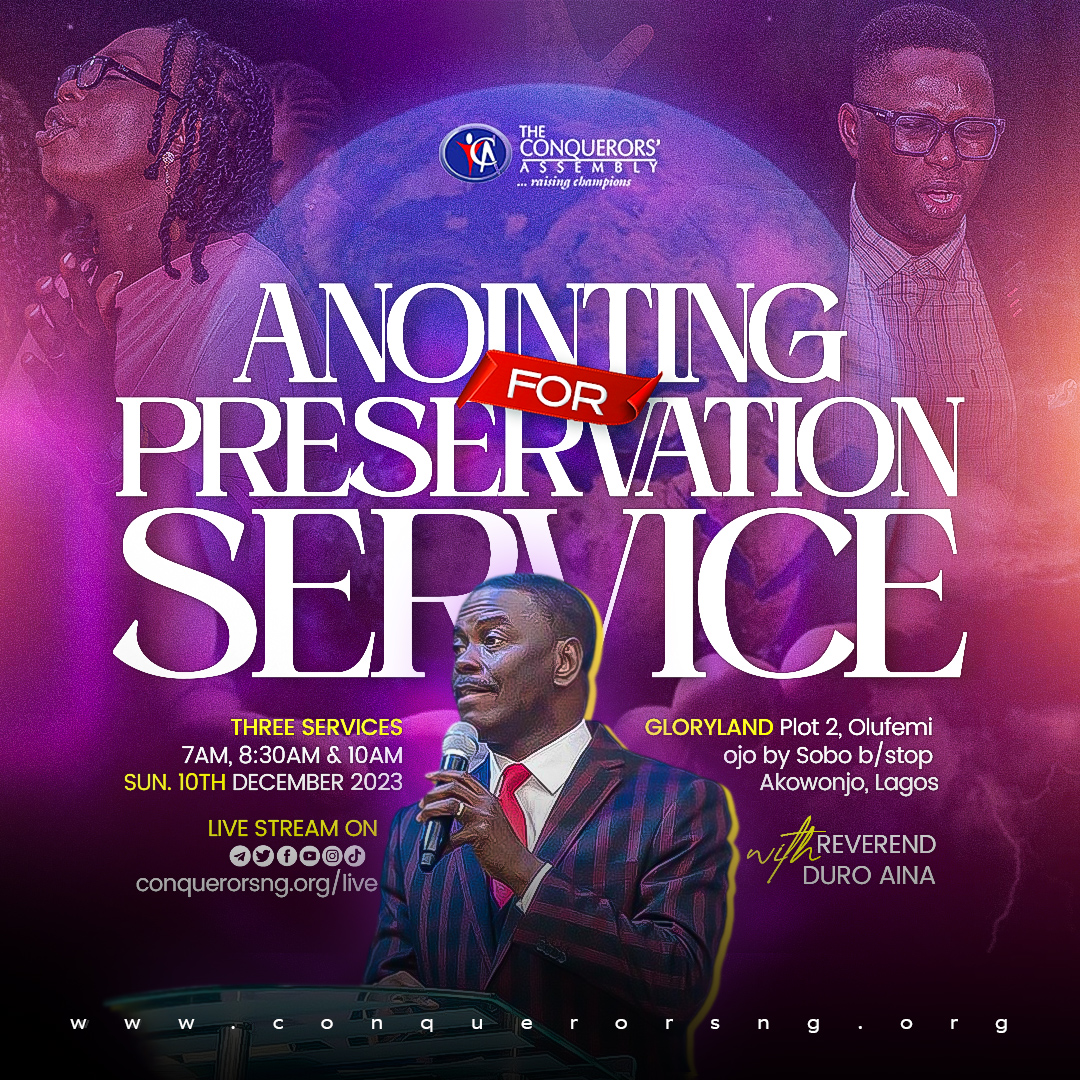 THE
CONQUERORS'
ASSEMBLY
... raising champions
ANOINTING
FOR
PRESERVATION
SERVICE
THREE SERVICES
7AM, 8:30AM & 10AM
SUN. 10TH DECEMBER 2023
LIVE STREAM ON
conquerorsng.org/live
GLORYLAND Plot 2, Olufemi
ojo by Sobo b/stop
Akowonjo, Lagos
with REVEREND
DURO AINA
www.conquerorsng.org